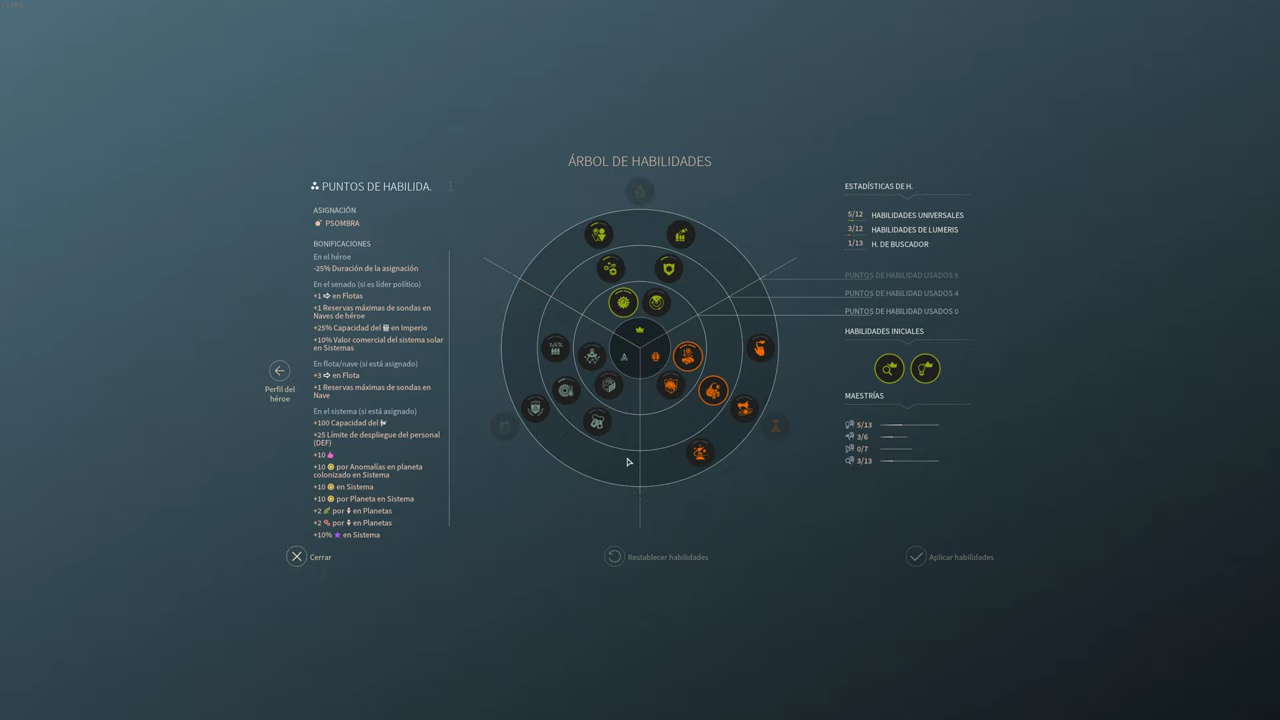 ÁRBOL DE HABILIDADES
PUNTOS DE HABILIDA. 1
ASIGNACIÓN
PSOMBRA
BONIFICACIONES
En el héroe
-25% Duración de la asignación
En el senado (si es líder político)
+1 en Flotas
+1 Reservas máximas de sondas en
Naves de héroe
+25% Capacidad del en Imperio
+10% Valor comercial del sistema solar
en Sistemas
En flota/nave (si está asignado)
+3 en Flota
+1 Reservas máximas de sondas en
Nave
En el sistema (si está asignado)
+100 Capacidad del
+25 Límite de despliegue del personal
(DEF)
+10
+10 por Anomalías en planeta
colonizado en Sistema
+10 en Sistema
+10 por Planeta en Sistema
+2 por en Planetas
+2 por en Planetas
+10% en Sistema
Perfil del
héroe
Cerrar
Restablecer habilidades
Aplicar habilidades
ESTADÍSTICAS DE H.
5/12 HABILIDADES UNIVERSALES
3/12 HABILIDADES DE LUMERIS
1/13 H. DE BUSCADOR
PUNTOS DE HABILIDAD USADOS 8
PUNTOS DE HABILIDAD USADOS 4
PUNTOS DE HABILIDAD USADOS 0
HABILIDADES INICIALES
MAESTRÍAS
5/13
3/6
0/7
3/13